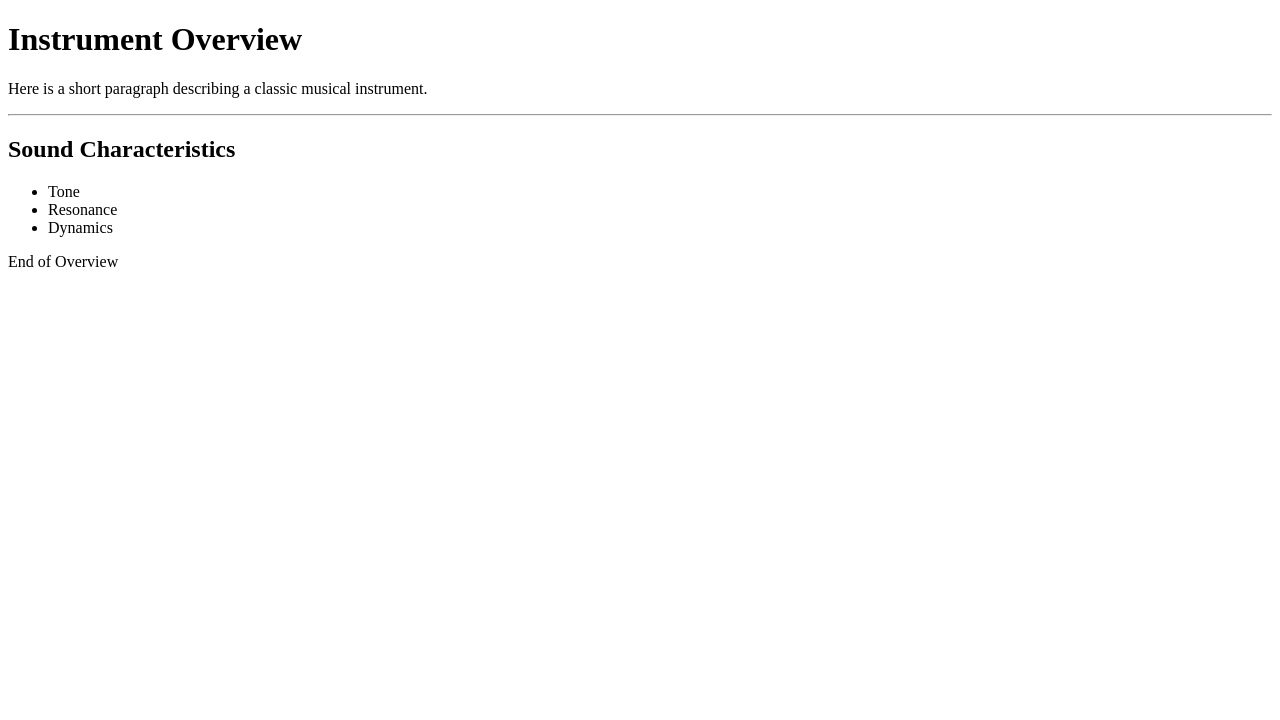 Instrument Overview
Here is a short paragraph describing a classic musical instrument.
Sound Characteristics
Tone
Resonance
Dynamics
End of Overview